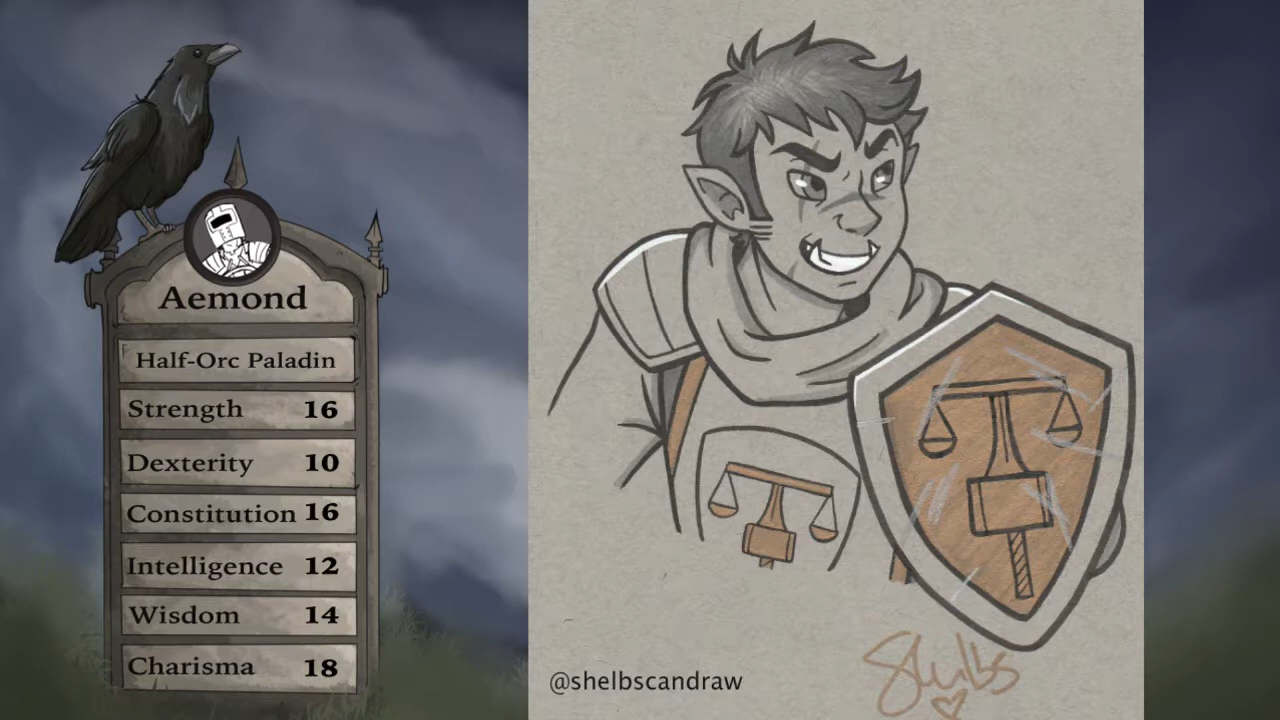 Aemond
Half-Orc Paladin
Strength 16
Dexterity 10
Constitution 16
Intelligence 12
Wisdom 14
Charisma 18
@shelbscandraw
Shelbs